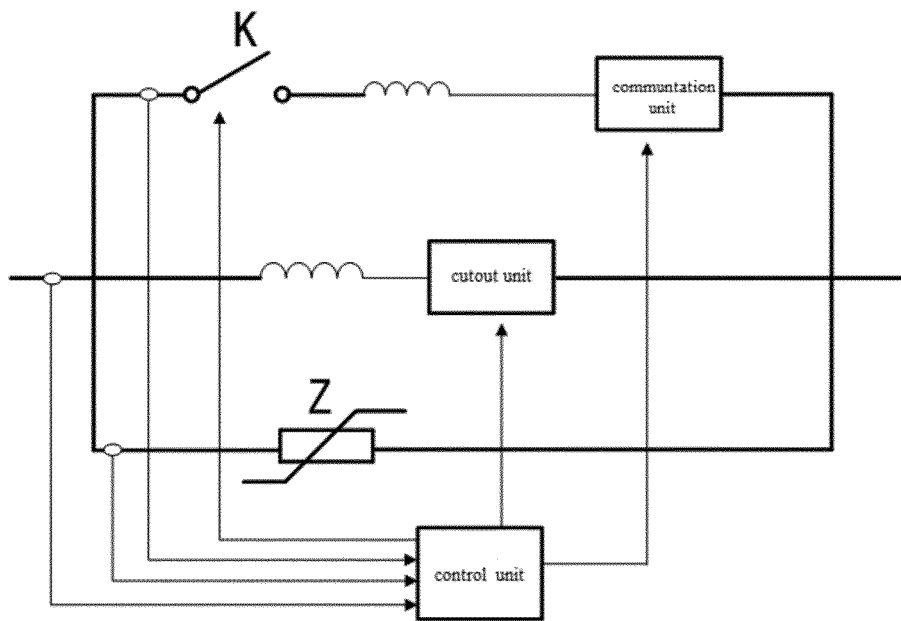 K
communtation
unit
cutout unit
Z
control unit